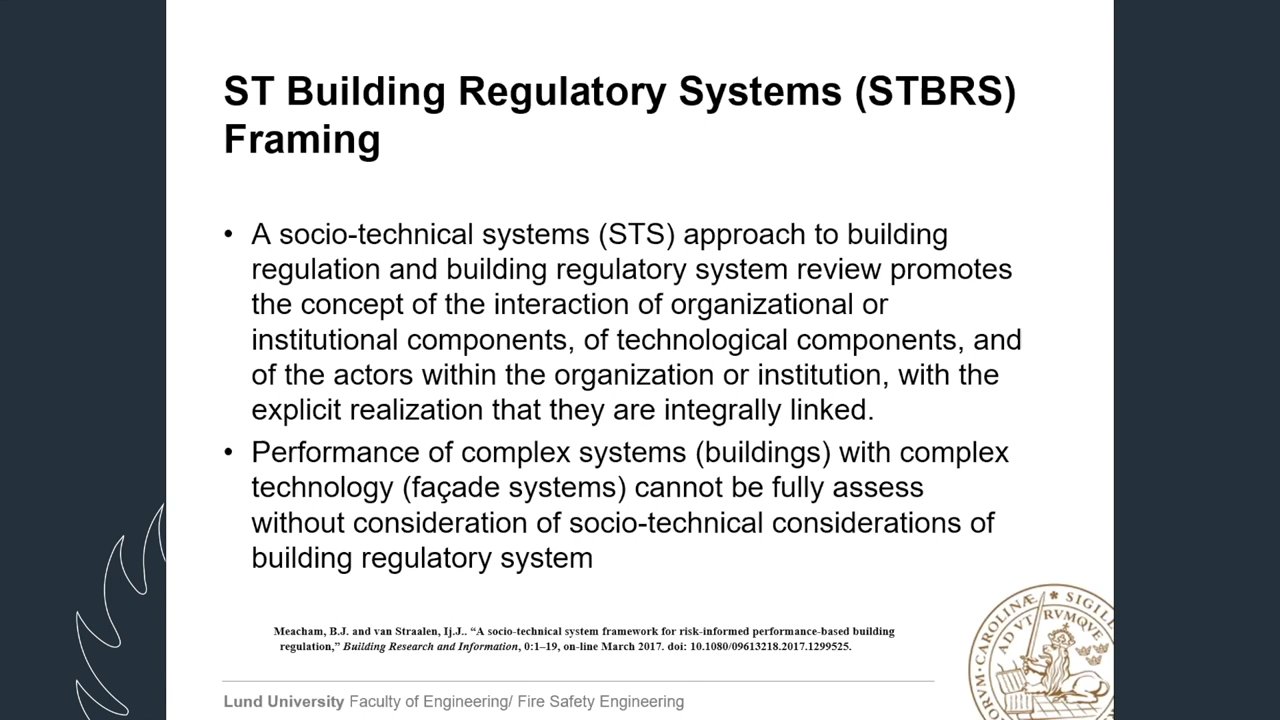 ST Building Regulatory Systems (STBRS)
Framing
• A socio-technical systems (STS) approach to building
regulation and building regulatory system review promotes
the concept of the interaction of organizational or
institutional components, of technological components, and
of the actors within the organization or institution, with the
explicit realization that they are integrally linked.
• Performance of complex systems (buildings) with complex
technology (façade systems) cannot be fully assess
without consideration of socio-technical considerations of
building regulatory system
Meacham, B.J. and van Straalen, Ij.J.. “A socio-technical system framework for risk-informed performance-based building
regulation,” Building Research and Information, 0:1–19, on-line March 2017. doi: 10.1080/09613218.2017.1299525.
Lund University Faculty of Engineering/ Fire Safety Engineering
ORVM · CAROLINÆ * SIGIL
AD VTRVMQVE